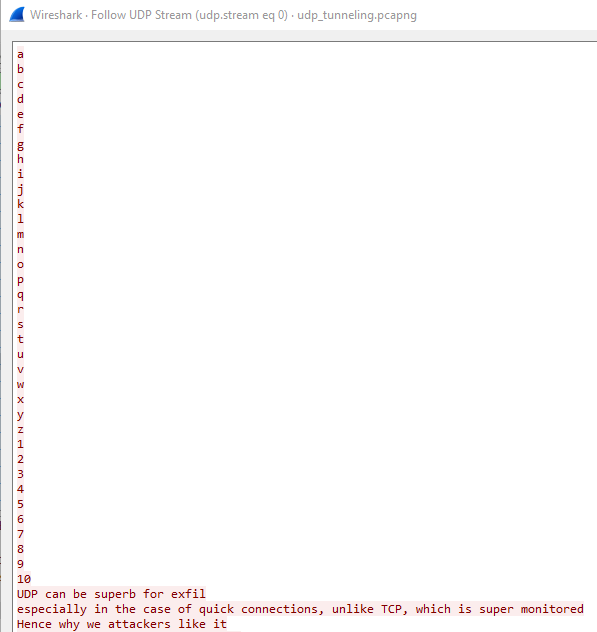 Wireshark · Follow UDP Stream (udp.stream eq 0) · udp_tunneling.pcapng
a
b
c
d
e
f
g
h
i
j
k
l
m
n
o
p
q
r
s
t
u
v
w
x
y
z
1
2
3
4
5
6
7
8
9
10
UDP can be superb for exfil
especially in the case of quick connections, unlike TCP, which is super monitored
Hence why we attackers like it